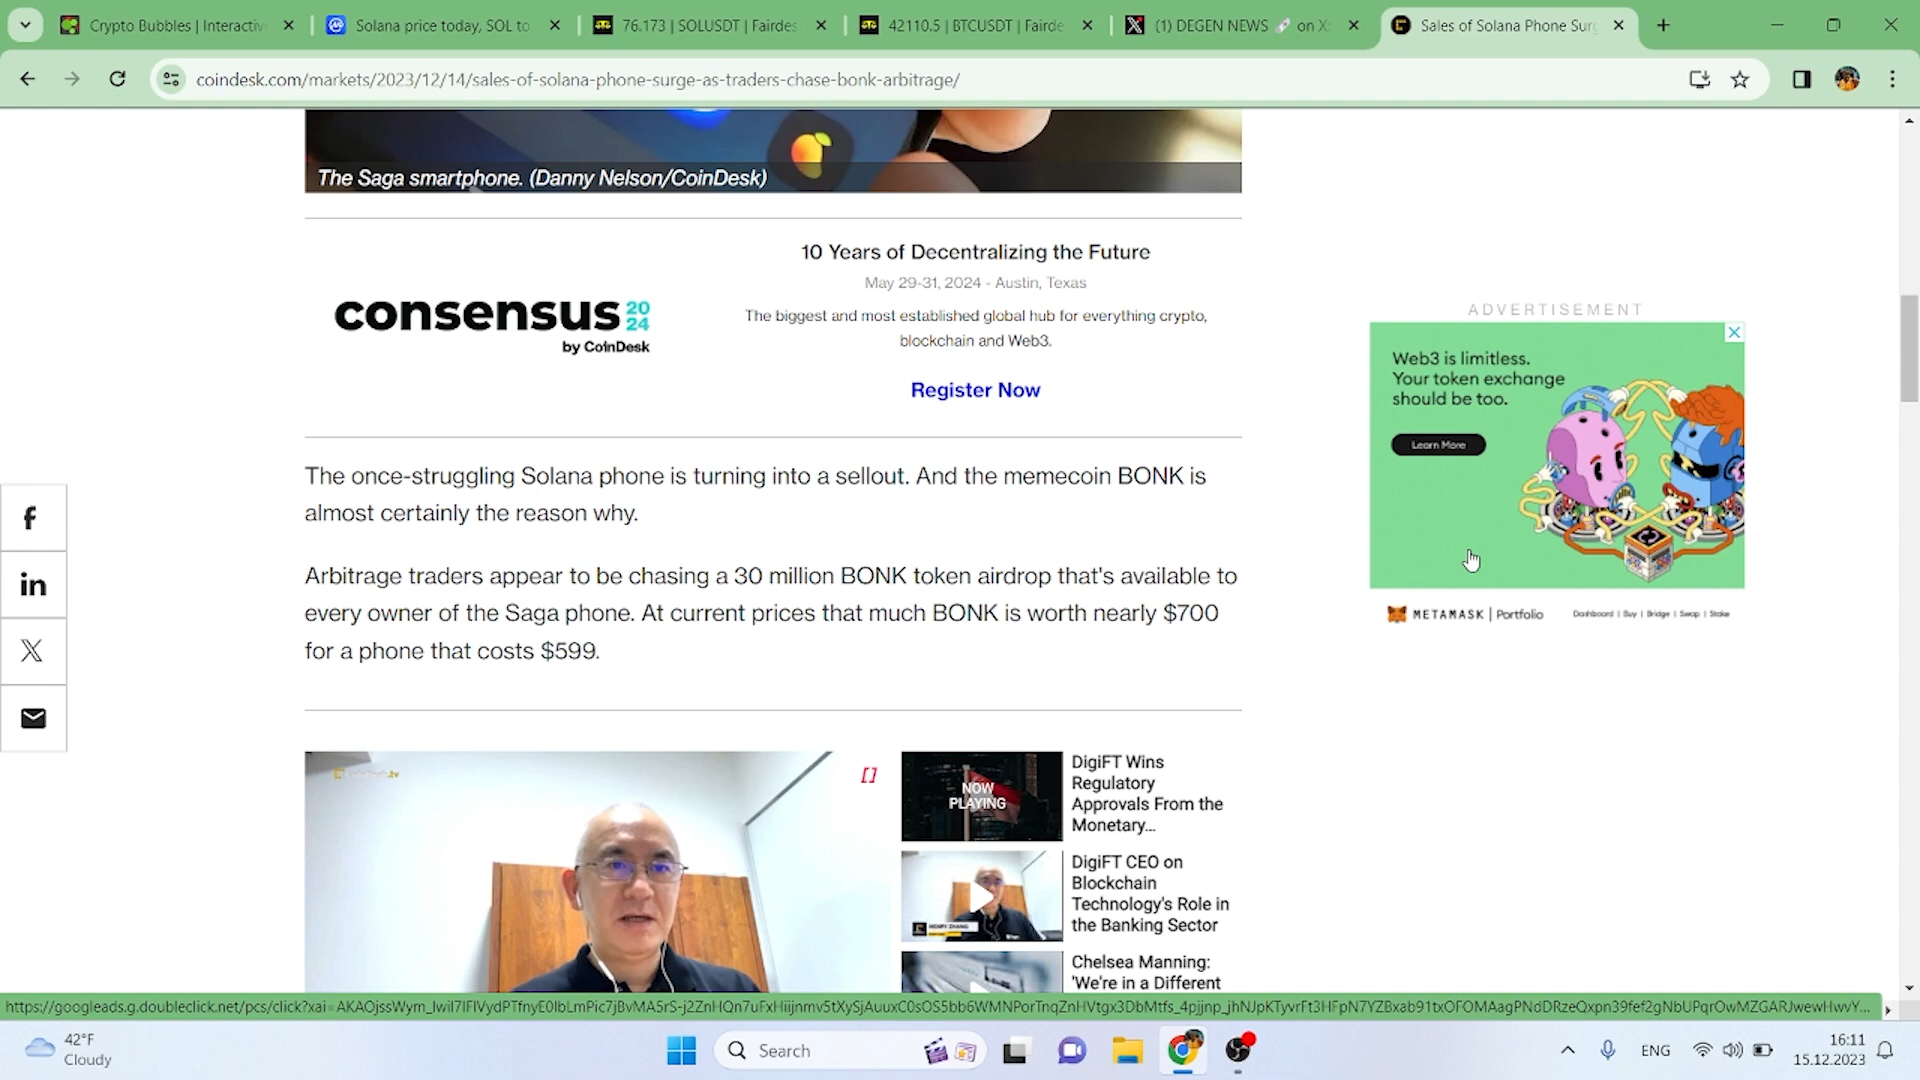 Crypto Bubbles | Interactive
Solana price today, SOL to
76.173 | SOLUSDT | Fairdes
42110.5 | BTCUSDT | Fairde
(1) DEGEN NEWS on X:
Sales of Solana Phone Surg
coindesk.com/markets/2023/12/14/sales-of-solana-phone-surge-as-traders-chase-bonk-arbitrage/
The Saga smartphone. (Danny Nelson/CoinDesk)
consensus 2024
by CoinDesk
10 Years of Decentralizing the Future
May 29-31, 2024 - Austin, Texas
The biggest and most established global hub for everything crypto,
blockchain and Web3.
Register Now
ADVERTISEMENT
Web3 is limitless.
Your token exchange
should be too.
Learn More
METAMASK | Portfolio
Dashboard | Buy | Bridge | Swap | Stake
The once-struggling Solana phone is turning into a sellout. And the memecoin BONK is
almost certainly the reason why.
Arbitrage traders appear to be chasing a 30 million BONK token airdrop that's available to
every owner of the Saga phone. At current prices that much BONK is worth nearly $700
for a phone that costs $599.
NOW
PLAYING
DigiFT Wins
Regulatory
Approvals From the
Monetary...
HENRY ZHANG
DigiFT CEO on
Blockchain
Technology's Role in
the Banking Sector
Chelsea Manning:
'We're in a Different
42°F
Cloudy
Search
ENG
16:11
15.12.2023